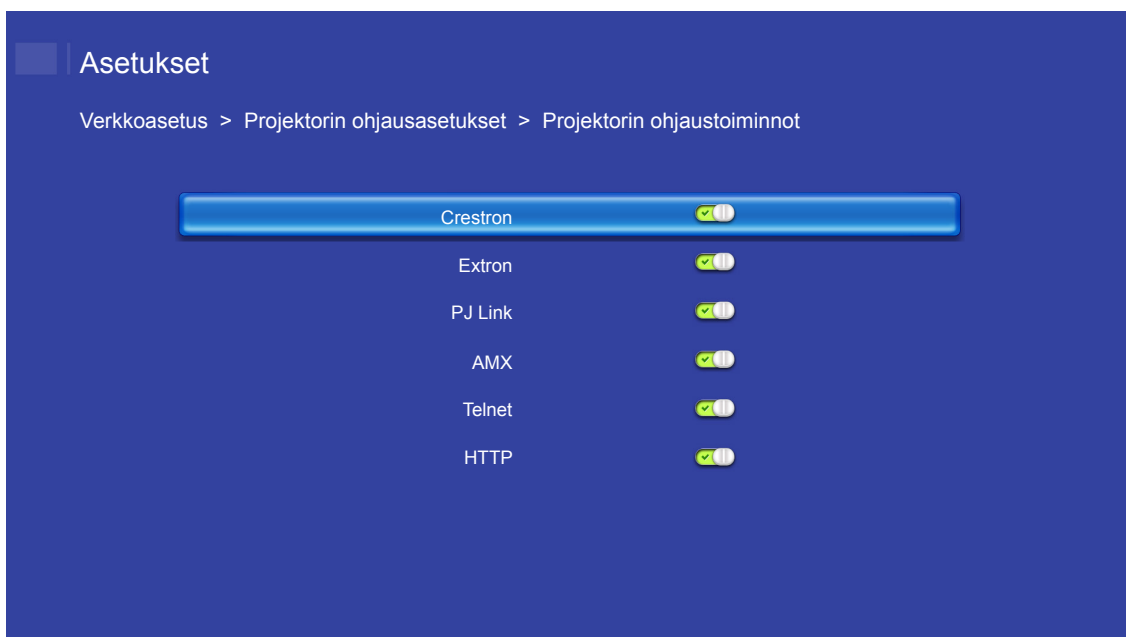 Asetukset
Verkkoasetus > Projektorin ohjausasetukset > Projektorin ohjaustoiminnot
Crestron
Extron
PJ Link
AMX
Telnet
HTTP